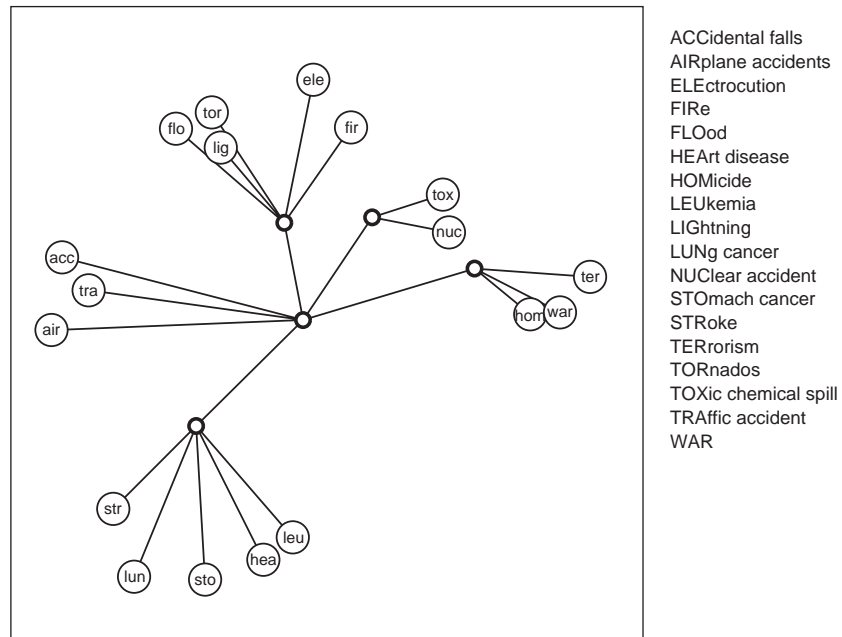 ele
tor
flo
fir
lig
tox
nuc
acc
ter
tra
hom
war
air
str
leu
hea
lun
sto
ACCidental falls
AIRplane accidents
ELEctrocution
FIRe
FLOod
HEArt disease
HOMicide
LEUkemia
LIGhtning
LUNg cancer
NUClear accident
STOmach cancer
STRoke
TERrorism
TORnados
TOXic chemical spill
TRAffic accident
WAR